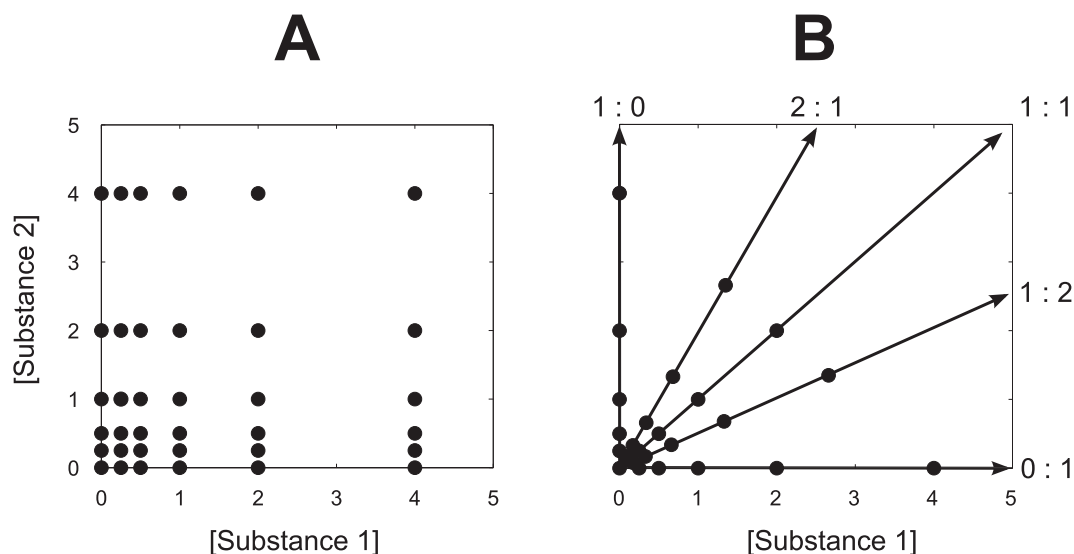 A
B
1 : 0
2 : 1
1 : 1
5
4
3
2
1
0
[Substance 2]
1 : 2
0 : 1
0 1 2 3 4 5
0 1 2 3 4 5
[Substance 1]
[Substance 1]